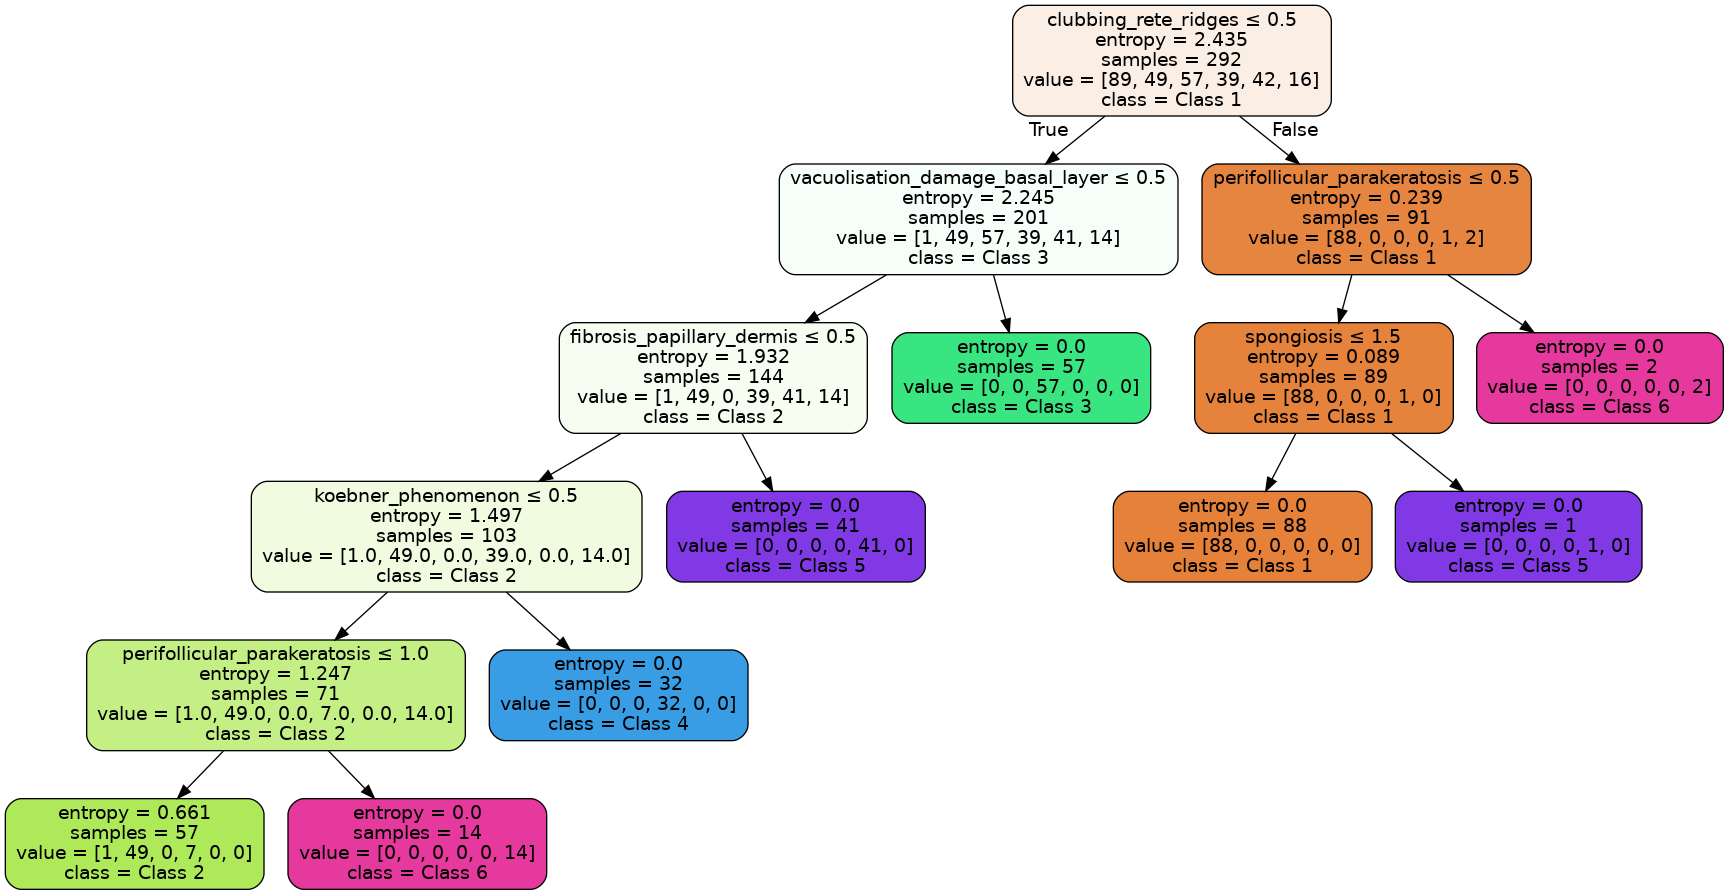 clubbing_rete_ridges ≤ 0.5
entropy = 2.435
samples = 292
value = [89, 49, 57, 39, 42, 16]
class = Class 1
True
False
vacuolisation_damage_basal_layer ≤ 0.5
entropy = 2.245
samples = 201
value = [1, 49, 57, 39, 41, 14]
class = Class 3
perifollicular_parakeratosis ≤ 0.5
entropy = 0.239
samples = 91
value = [88, 0, 0, 0, 1, 2]
class = Class 1
fibrosis_papillary_dermis ≤ 0.5
entropy = 1.932
samples = 144
value = [1, 49, 0, 39, 41, 14]
class = Class 2
entropy = 0.0
samples = 57
value = [0, 0, 57, 0, 0, 0]
class = Class 3
spongiosis ≤ 1.5
entropy = 0.089
samples = 89
value = [88, 0, 0, 0, 1, 0]
class = Class 1
entropy = 0.0
samples = 2
value = [0, 0, 0, 0, 0, 2]
class = Class 6
koebner_phenomenon ≤ 0.5
entropy = 1.497
samples = 103
value = [1.0, 49.0, 0.0, 39.0, 0.0, 14.0]
class = Class 2
entropy = 0.0
samples = 41
value = [0, 0, 0, 0, 41, 0]
class = Class 5
entropy = 0.0
samples = 88
value = [88, 0, 0, 0, 0, 0]
class = Class 1
entropy = 0.0
samples = 1
value = [0, 0, 0, 0, 1, 0]
class = Class 5
perifollicular_parakeratosis ≤ 1.0
entropy = 1.247
samples = 71
value = [1.0, 49.0, 0.0, 7.0, 0.0, 14.0]
class = Class 2
entropy = 0.0
samples = 32
value = [0, 0, 0, 32, 0, 0]
class = Class 4
entropy = 0.661
samples = 57
value = [1, 49, 0, 7, 0, 0]
class = Class 2
entropy = 0.0
samples = 14
value = [0, 0, 0, 0, 0, 14]
class = Class 6